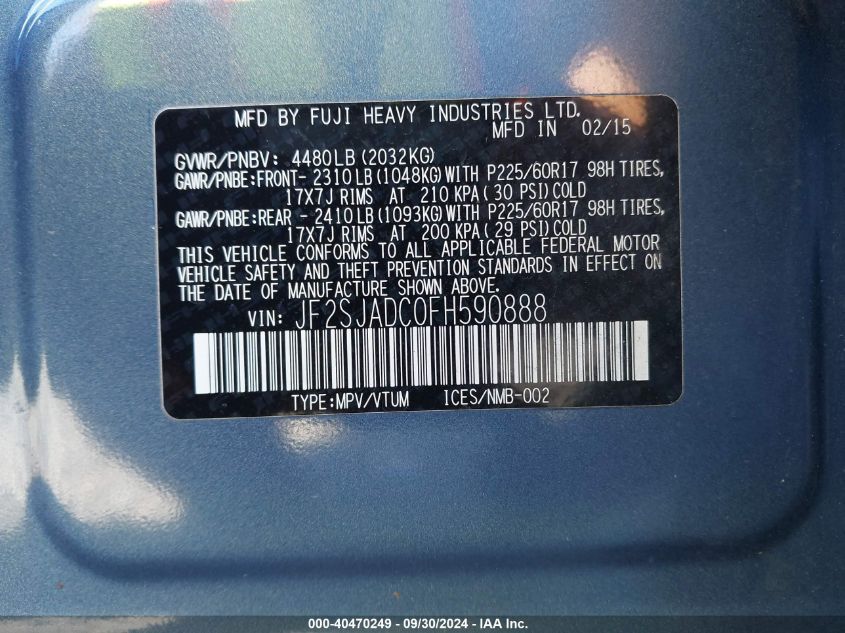 MFD BY FUJI HEAVY INDUSTRIES LTD.
MFD IN 02/15
GVWR/PNBV: 4480LB (2032KG)
GAWR/PNBE:FRONT- 2310LB (1048KG) WITH P225/60R17 98H TIRES,
17X7J RIMS AT 210 KPA( 30 PSI) COLD
GAWR/PNBE:REAR - 2410LB (1093KG) WITH P225/60R17 98H TIRES,
17X7J RIMS AT 200 KPA( 29 PSI) COLD
THIS VEHICLE CONFORMS TO ALL APPLICABLE FEDERAL MOTOR
VEHICLE SAFETY AND THEFT PREVENTION STANDARDS IN EFFECT ON
THE DATE OF MANUFACTURE SHOWN ABOVE.
VIN: JF2SJADC0FH590888
TYPE:MPV/VTUM ICES/NMB-002
000-40470249 - 09/30/2024 - IAA Inc.